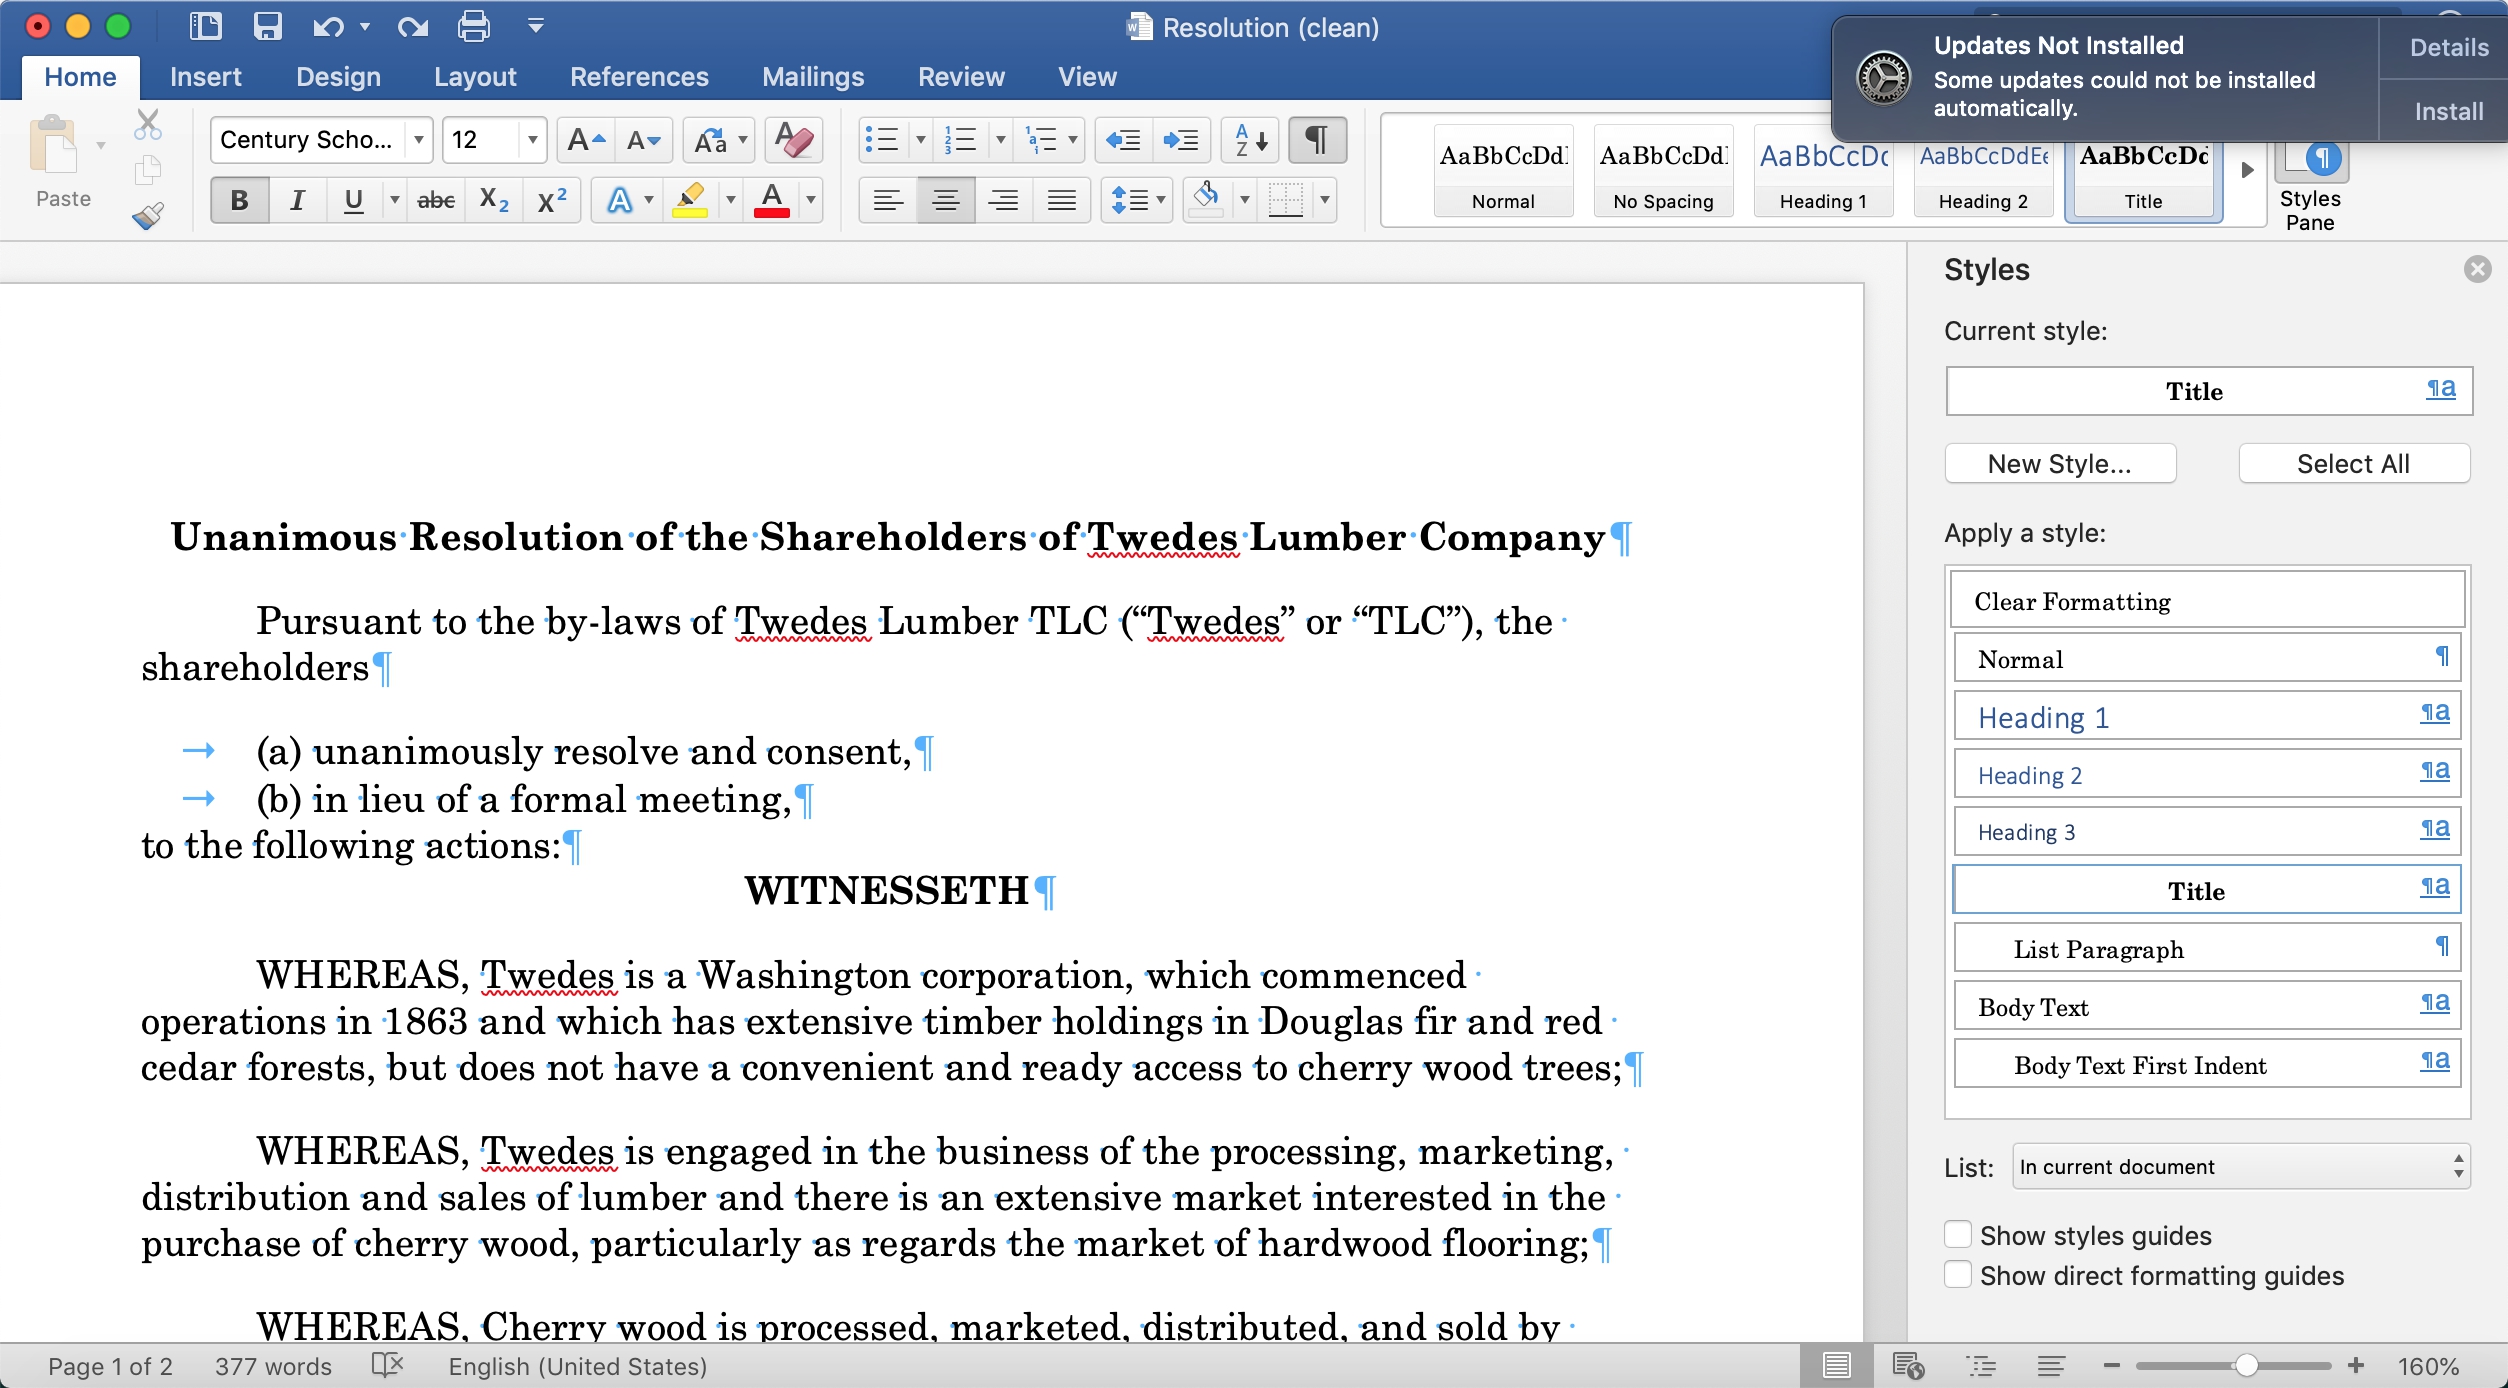 Resolution (clean)
Updates Not Installed
Some updates could not be installed
automatically.
Details
Install
Home Insert Design Layout References Mailings Review View
Paste
Century Scho... 12
AaBbCcDd Normal
AaBbCcDd No Spacing
AaBbCcDc Heading 1
AaBbCcDdEe Heading 2
AaBbCcDd Title
Styles
Pane
Unanimous Resolution of the Shareholders of Twedes Lumber Company¶
Pursuant to the by-laws of Twedes Lumber TLC (“Twedes” or “TLC”), the
shareholders¶
(a) unanimously resolve and consent,¶
(b) in lieu of a formal meeting,¶
to the following actions:¶
WITNESSETH¶
WHEREAS, Twedes is a Washington corporation, which commenced
operations in 1863 and which has extensive timber holdings in Douglas fir and red
cedar forests, but does not have a convenient and ready access to cherry wood trees;¶
WHEREAS, Twedes is engaged in the business of the processing, marketing,
distribution and sales of lumber and there is an extensive market interested in the
purchase of cherry wood, particularly as regards the market of hardwood flooring;¶
WHEREAS, Cherry wood is processed, marketed, distributed, and sold by
Styles
Current style:
Title ¶a
New Style... Select All
Apply a style:
Clear Formatting
Normal ¶
Heading 1 ¶a
Heading 2 ¶a
Heading 3 ¶a
Title ¶a
List Paragraph ¶
Body Text ¶a
Body Text First Indent ¶a
List: In current document
Show styles guides
Show direct formatting guides
Page 1 of 2 377 words English (United States) 160%